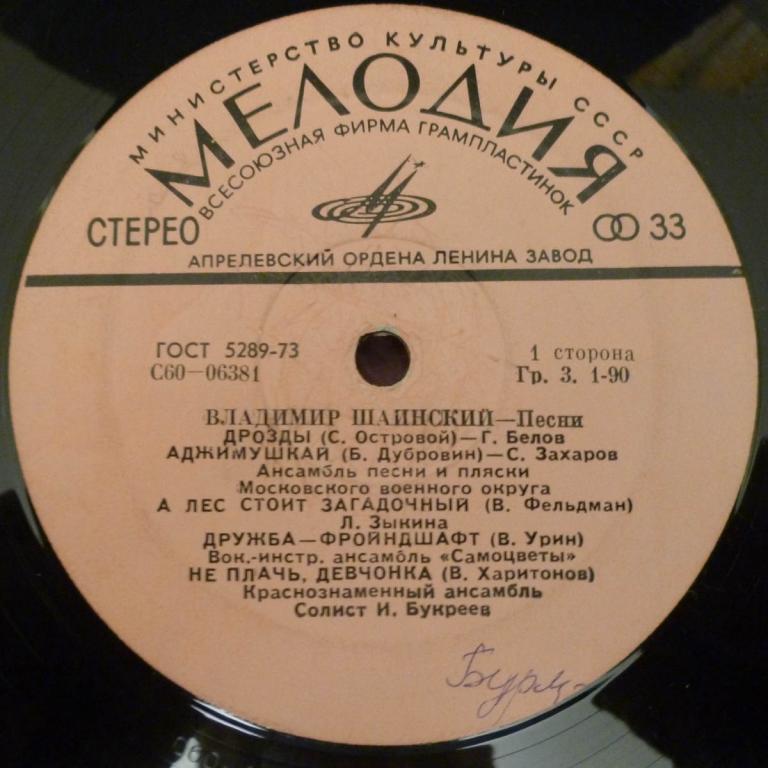 МИНИСТЕРСТВО КУЛЬТУРЫ СССР
МЕЛОДИЯ
ВСЕСОЮЗНАЯ ФИРМА ГРАМПЛАСТИНОК
СТЕРЕО
33
АПРЕЛЕВСКИЙ ОРДЕНА ЛЕНИНА ЗАВОД
ГОСТ 5289-73
1 сторона
С60—06381
Гр. 3. 1-90
ВЛАДИМИР ШАИНСКИЙ—Песни
ДРОЗДЫ (С. Островой)—Г. Белов
АДЖИМУШКАЙ (Б. Дубровин)—С. Захаров
Ансамбль песни и пляски
Московского военного округа
А ЛЕС СТОИТ ЗАГАДОЧНЫЙ (В. Фельдман)
Л. Зыкина
ДРУЖБА—ФРОЙНДШАФТ (В. Урин)
Вок.-инстр. ансамбль «Самоцветы»
НЕ ПЛАЧЬ, ДЕВЧОНКА (В. Харитонов)
Краснознаменный ансамбль
Солист И. Букреев